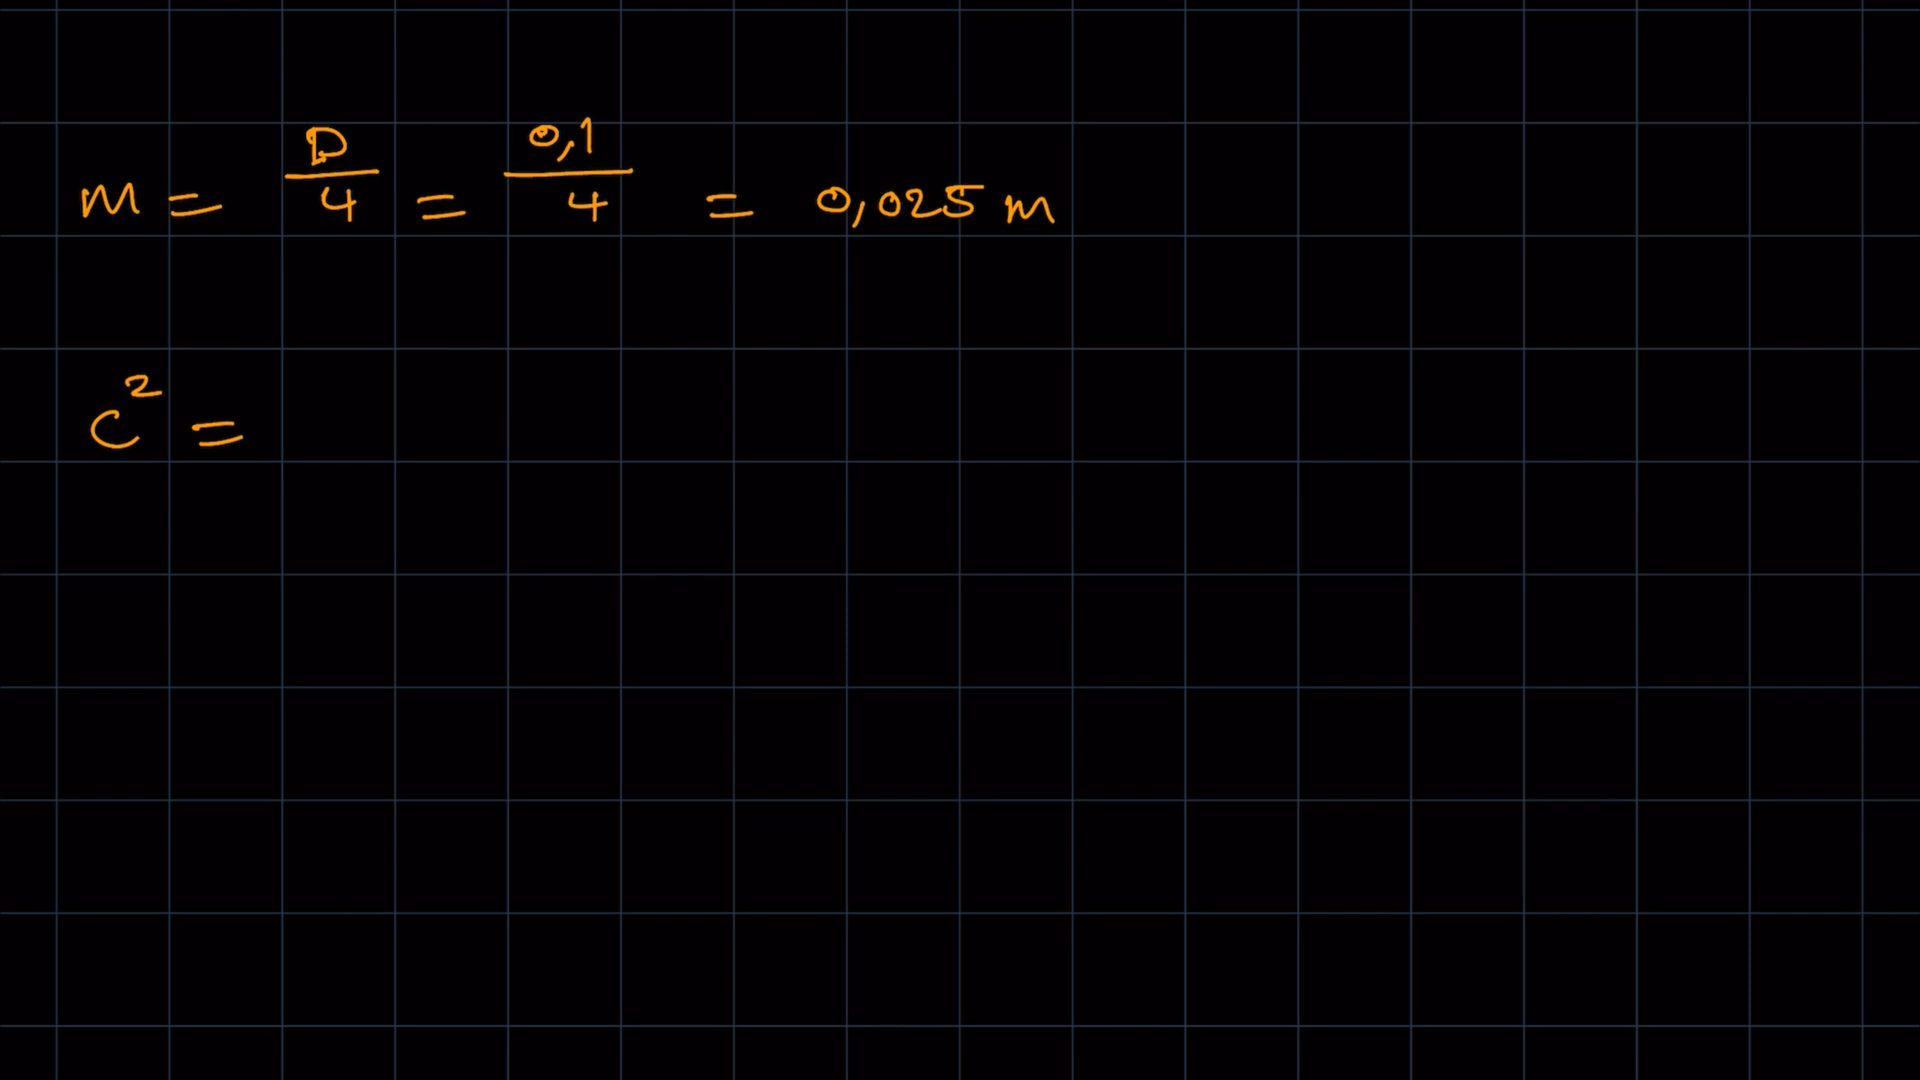 m = D/4 = 0,1/4 = 0,025 m
c² =